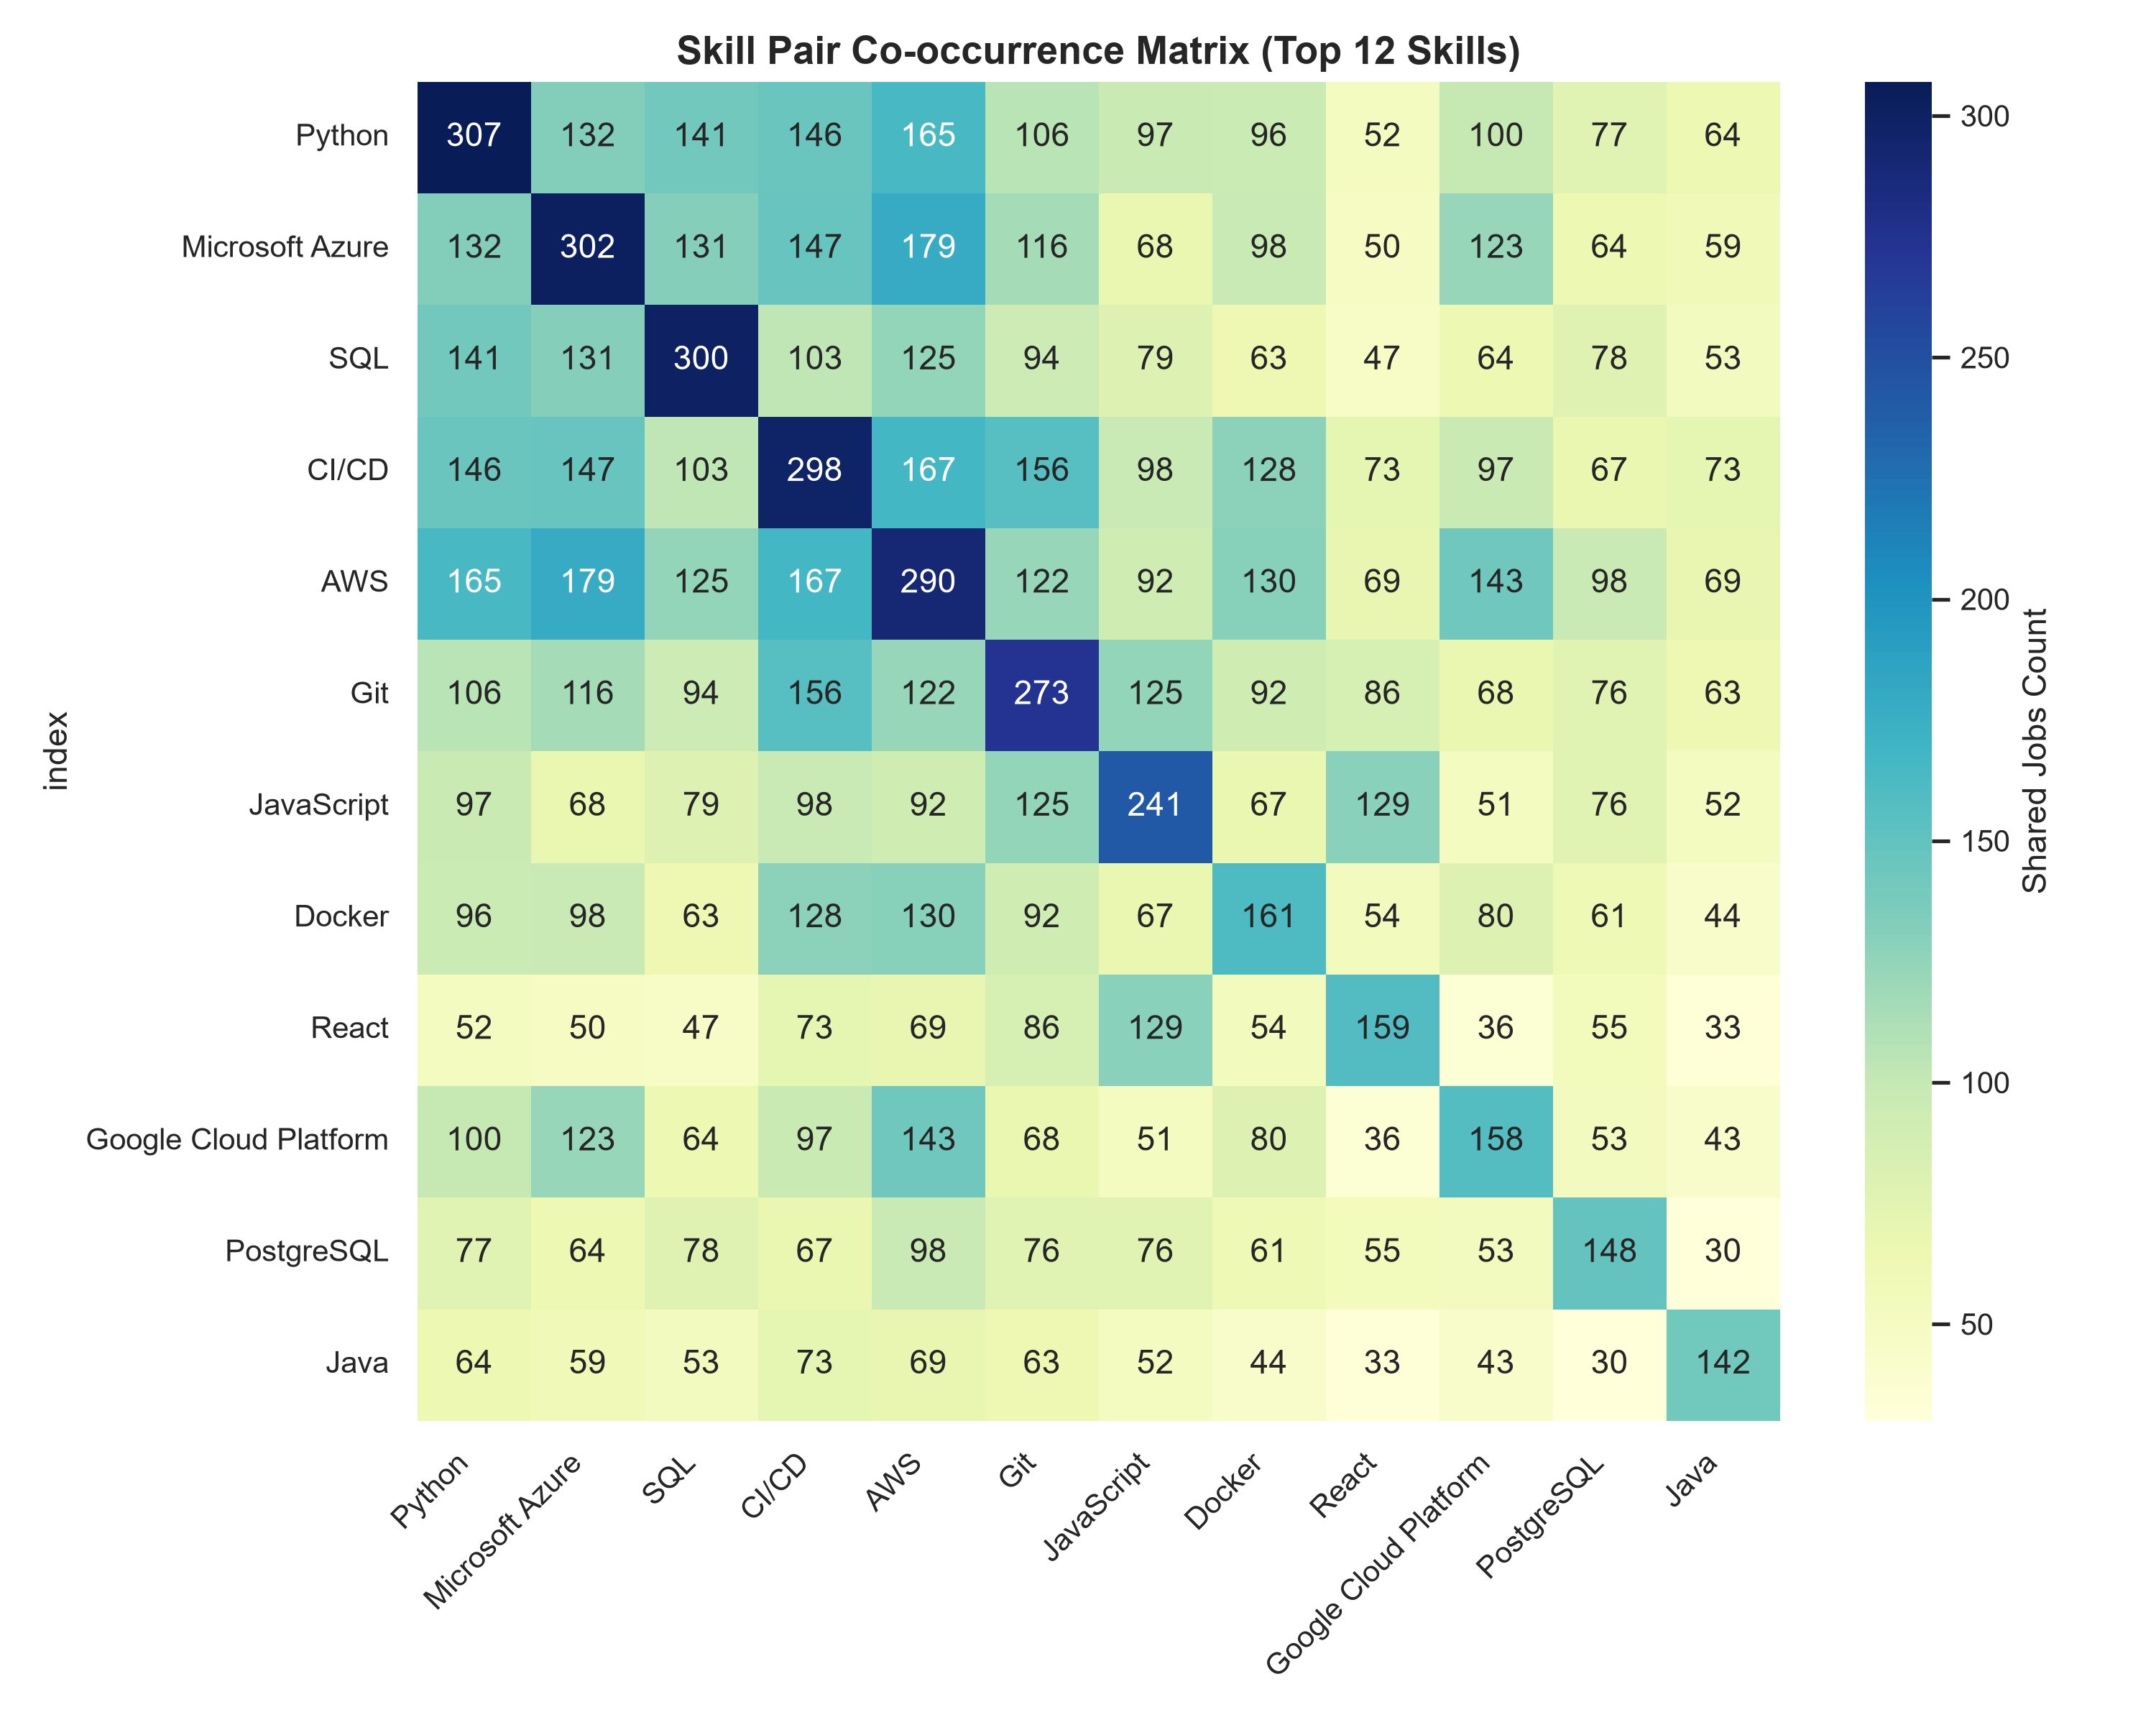 Skill Pair Co-occurrence Matrix (Top 12 Skills)
Python 307 132 141 146 165 106 97 96 52 100 77 64
Microsoft Azure 132 302 131 147 179 116 68 98 50 123 64 59
SQL 141 131 300 103 125 94 79 63 47 64 78 53
CI/CD 146 147 103 298 167 156 98 128 73 97 67 73
AWS 165 179 125 167 290 122 92 130 69 143 98 69
Git 106 116 94 156 122 273 125 92 86 68 76 63
JavaScript 97 68 79 98 92 125 241 67 129 51 76 52
Docker 96 98 63 128 130 92 67 161 54 80 61 44
React 52 50 47 73 69 86 129 54 159 36 55 33
Google Cloud Platform 100 123 64 97 143 68 51 80 36 158 53 43
PostgreSQL 77 64 78 67 98 76 76 61 55 53 148 30
Java 64 59 53 73 69 63 52 44 33 43 30 142
index
Python
Microsoft Azure
SQL
CI/CD
AWS
Git
JavaScript
Docker
React
Google Cloud Platform
PostgreSQL
Java
300
250
200
150
100
50
Shared Jobs Count